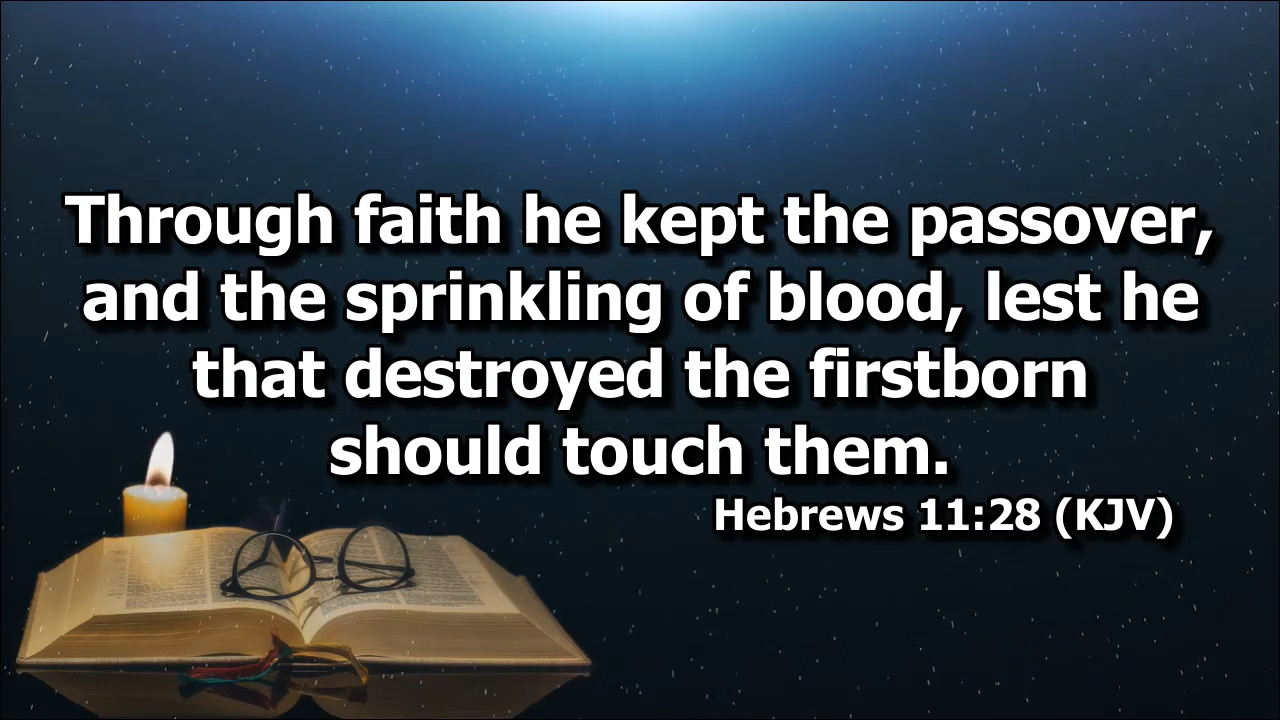 Through faith he kept the passover,
and the sprinkling of blood, lest he
that destroyed the firstborn
should touch them.
Hebrews 11:28 (KJV)